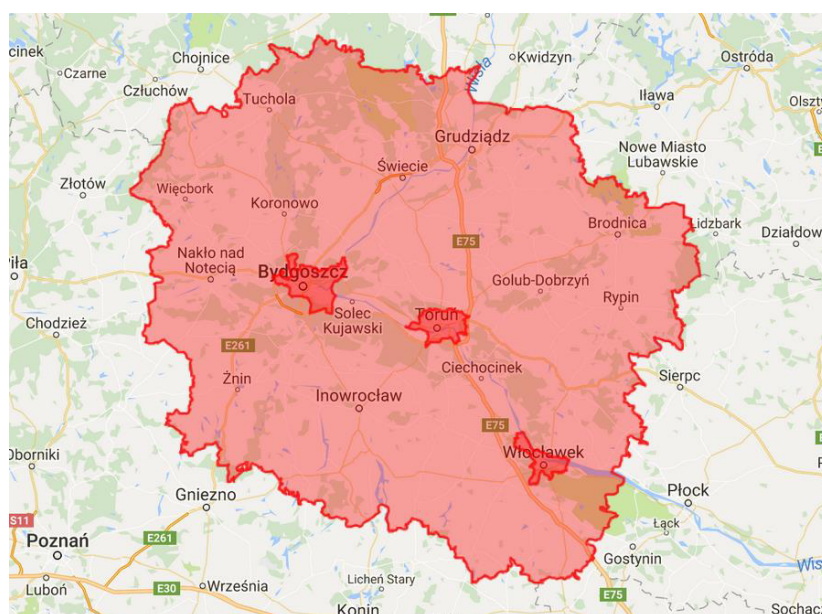 cinek
Chojnice
Czarne
Człuchów
Wisła
Kwidzyn
Ostróda
Tuchola
Iława
Olszty
Grudziądz
Nowe Miasto
Lubawskie
Świecie
Złotów
Więcbork
Koronowo
Brodnica
Lidzbark
Działdow
E75
Piła
Nakło nad
Notecią
Bydgoszcz
Golub-Dobrzyń
Rypin
Solec
Kujawski
Toruń
Chodzież
E261
Żnin
Ciechocinek
Sierpc
Inowrocław
E75
Oborniki
Włocławek
Gniezno
Płock
S11
Łąck
Poznań
E261
Gostynin
Wis
Luboń
E30
Września
Licheń Stary
E75
Konin
Sochac